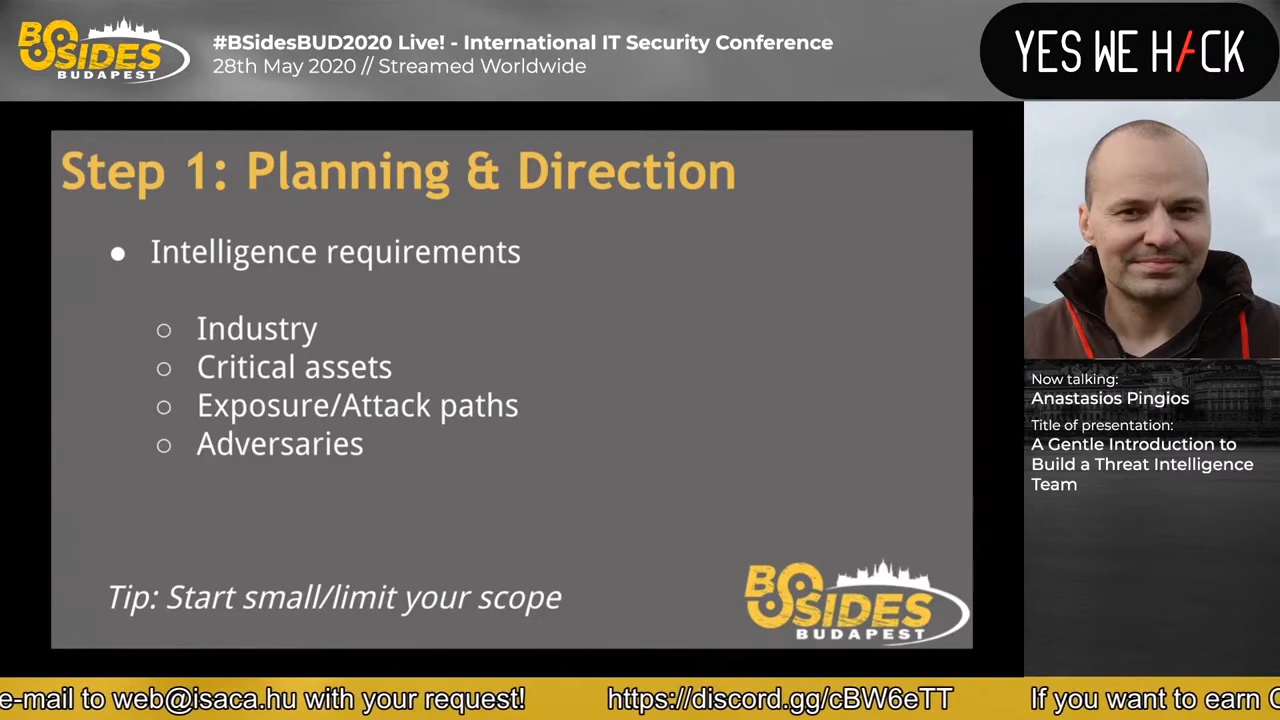 BSIDES
BUDAPEST
#BSidesBUD2020 Live! - International IT Security Conference
28th May 2020 // Streamed Worldwide
YES WE H/CK
Step 1: Planning & Direction
● Intelligence requirements
○ Industry
○ Critical assets
○ Exposure/Attack paths
○ Adversaries
Tip: Start small/limit your scope
BSIDES
BUDAPEST
Now talking:
Anastasios Pingios
Title of presentation:
A Gentle Introduction to
Build a Threat Intelligence
Team
e-mail to web@isaca.hu with your request! https://discord.gg/cBW6eTT If you want to earn